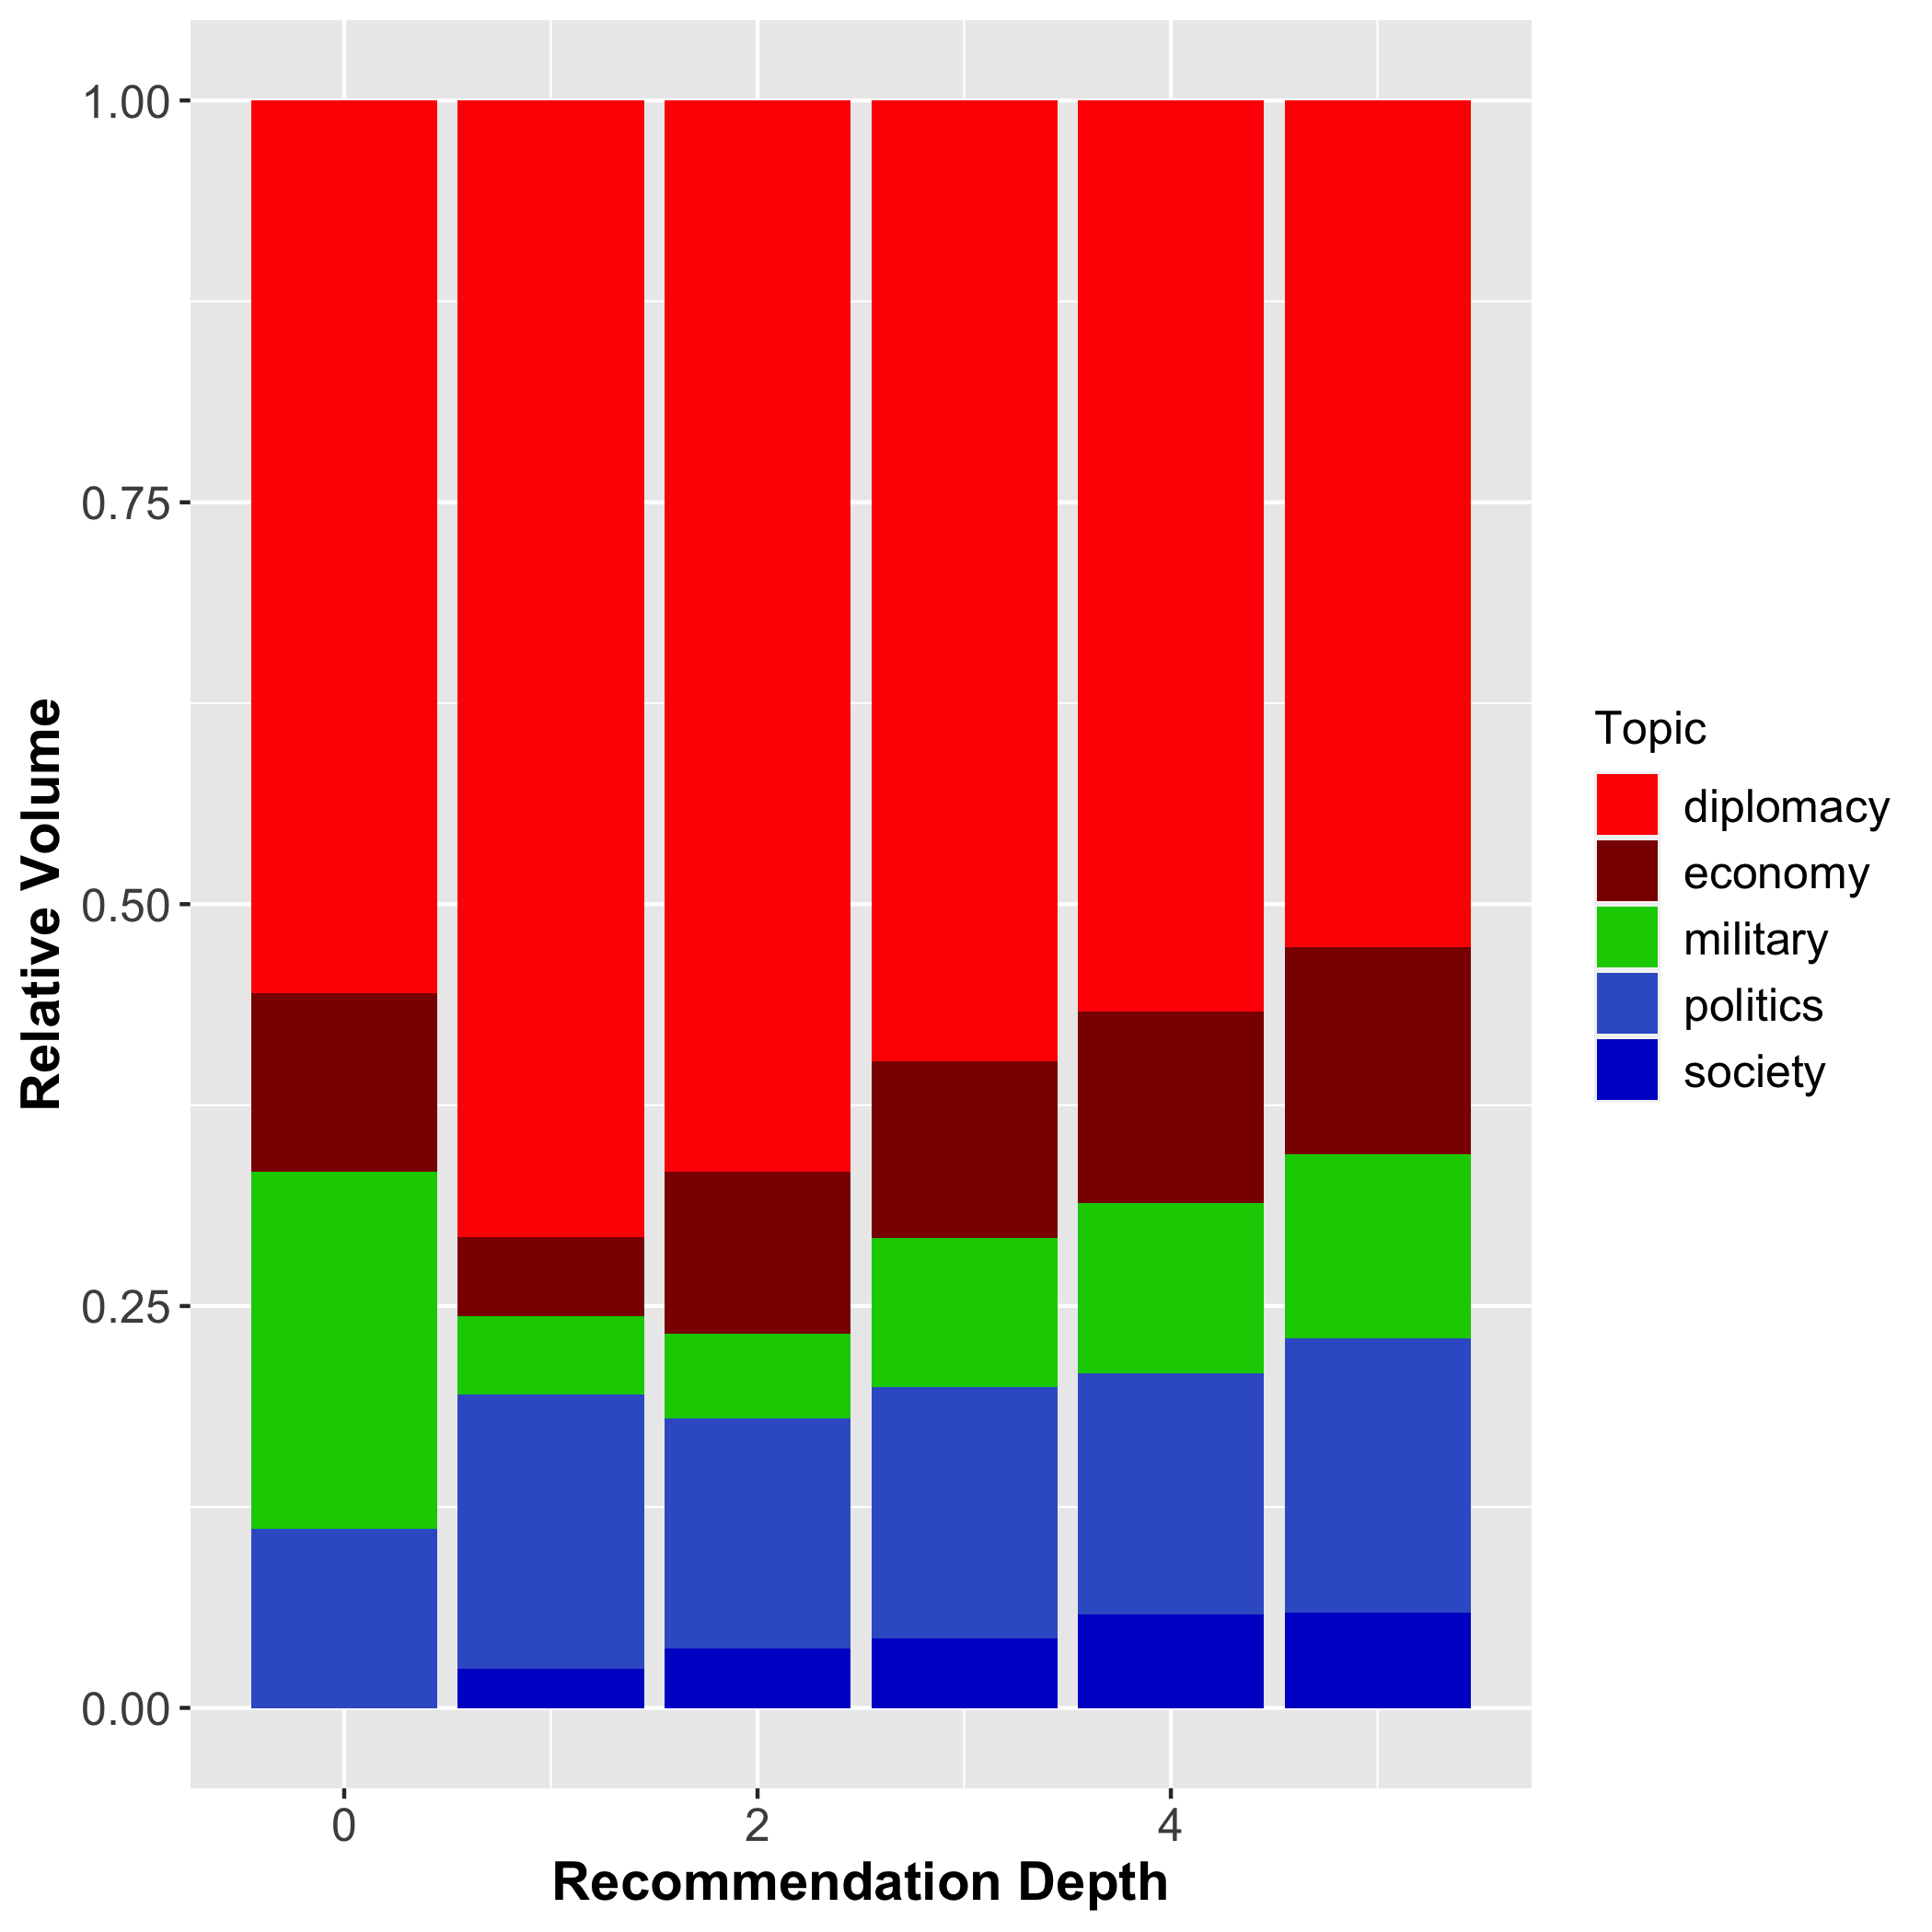 1.00
0.75
0.50
0.25
0.00
Relative Volume
0
2
4
Recommendation Depth
Topic
diplomacy
economy
military
politics
society